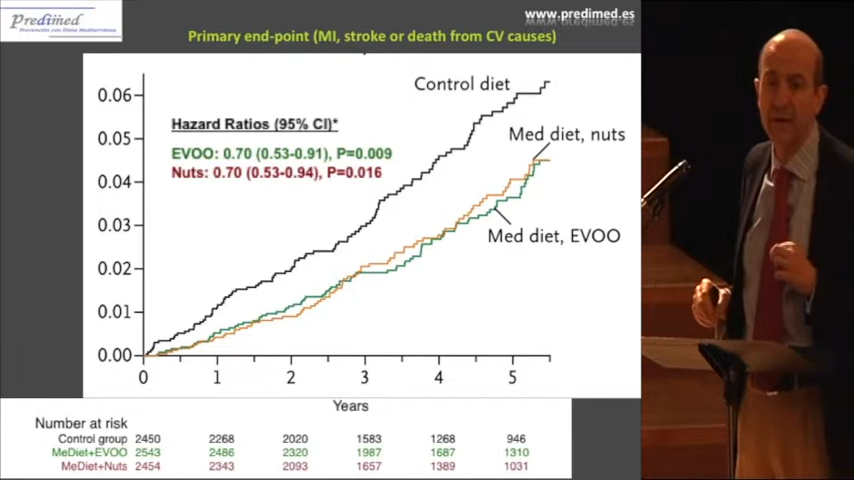 Predimed
Prevención con Dieta Mediterránea
www.predimed.es
Primary end-point (MI, stroke or death from CV causes)
Control diet
Med diet, nuts
Med diet, EVOO
Hazard Ratios (95% CI)*
EVOO: 0.70 (0.53-0.91), P=0.009
Nuts: 0.70 (0.53-0.94), P=0.016
0.06
0.05
0.04
0.03
0.02
0.01
0.00
0 1 2 3 4 5
Years
Number at risk
Control group 2450 2268 2020 1583 1268 946
MeDiet+EVOO 2543 2486 2320 1987 1687 1310
MeDiet+Nuts 2454 2343 2093 1657 1389 1031